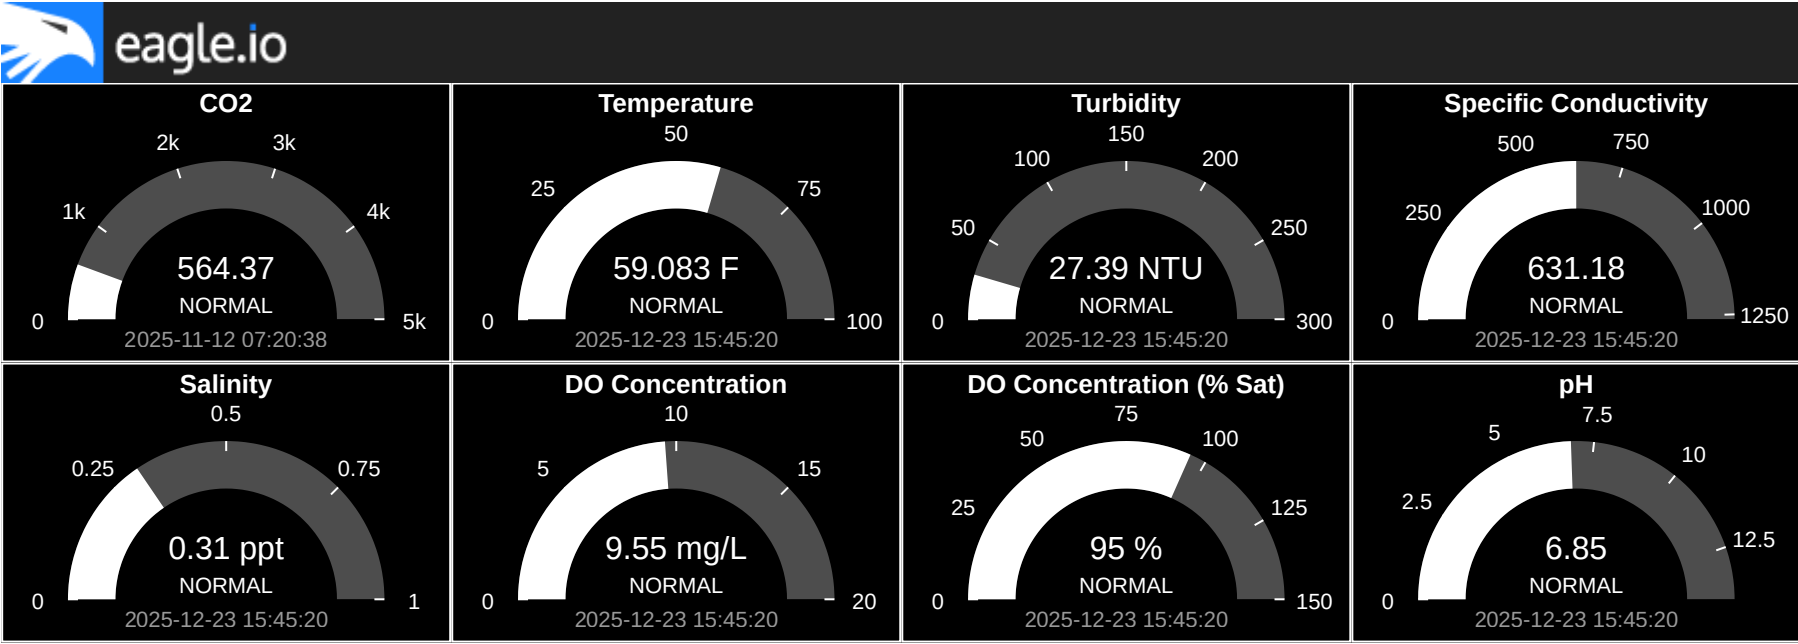 eagle.io
CO2
0
1k
2k
3k
4k
5k
564.37
NORMAL
2025-11-12 07:20:38
Temperature
0
25
50
75
100
59.083 F
NORMAL
2025-12-23 15:45:20
Turbidity
0
50
100
150
200
250
300
27.39 NTU
NORMAL
2025-12-23 15:45:20
Specific Conductivity
0
250
500
750
1000
1250
631.18
NORMAL
2025-12-23 15:45:20
Salinity
0
0.25
0.5
0.75
1
0.31 ppt
NORMAL
2025-12-23 15:45:20
DO Concentration
0
5
10
15
20
9.55 mg/L
NORMAL
2025-12-23 15:45:20
DO Concentration (% Sat)
0
25
50
75
100
125
150
95 %
NORMAL
2025-12-23 15:45:20
pH
0
2.5
5
7.5
10
12.5
6.85
NORMAL
2025-12-23 15:45:20